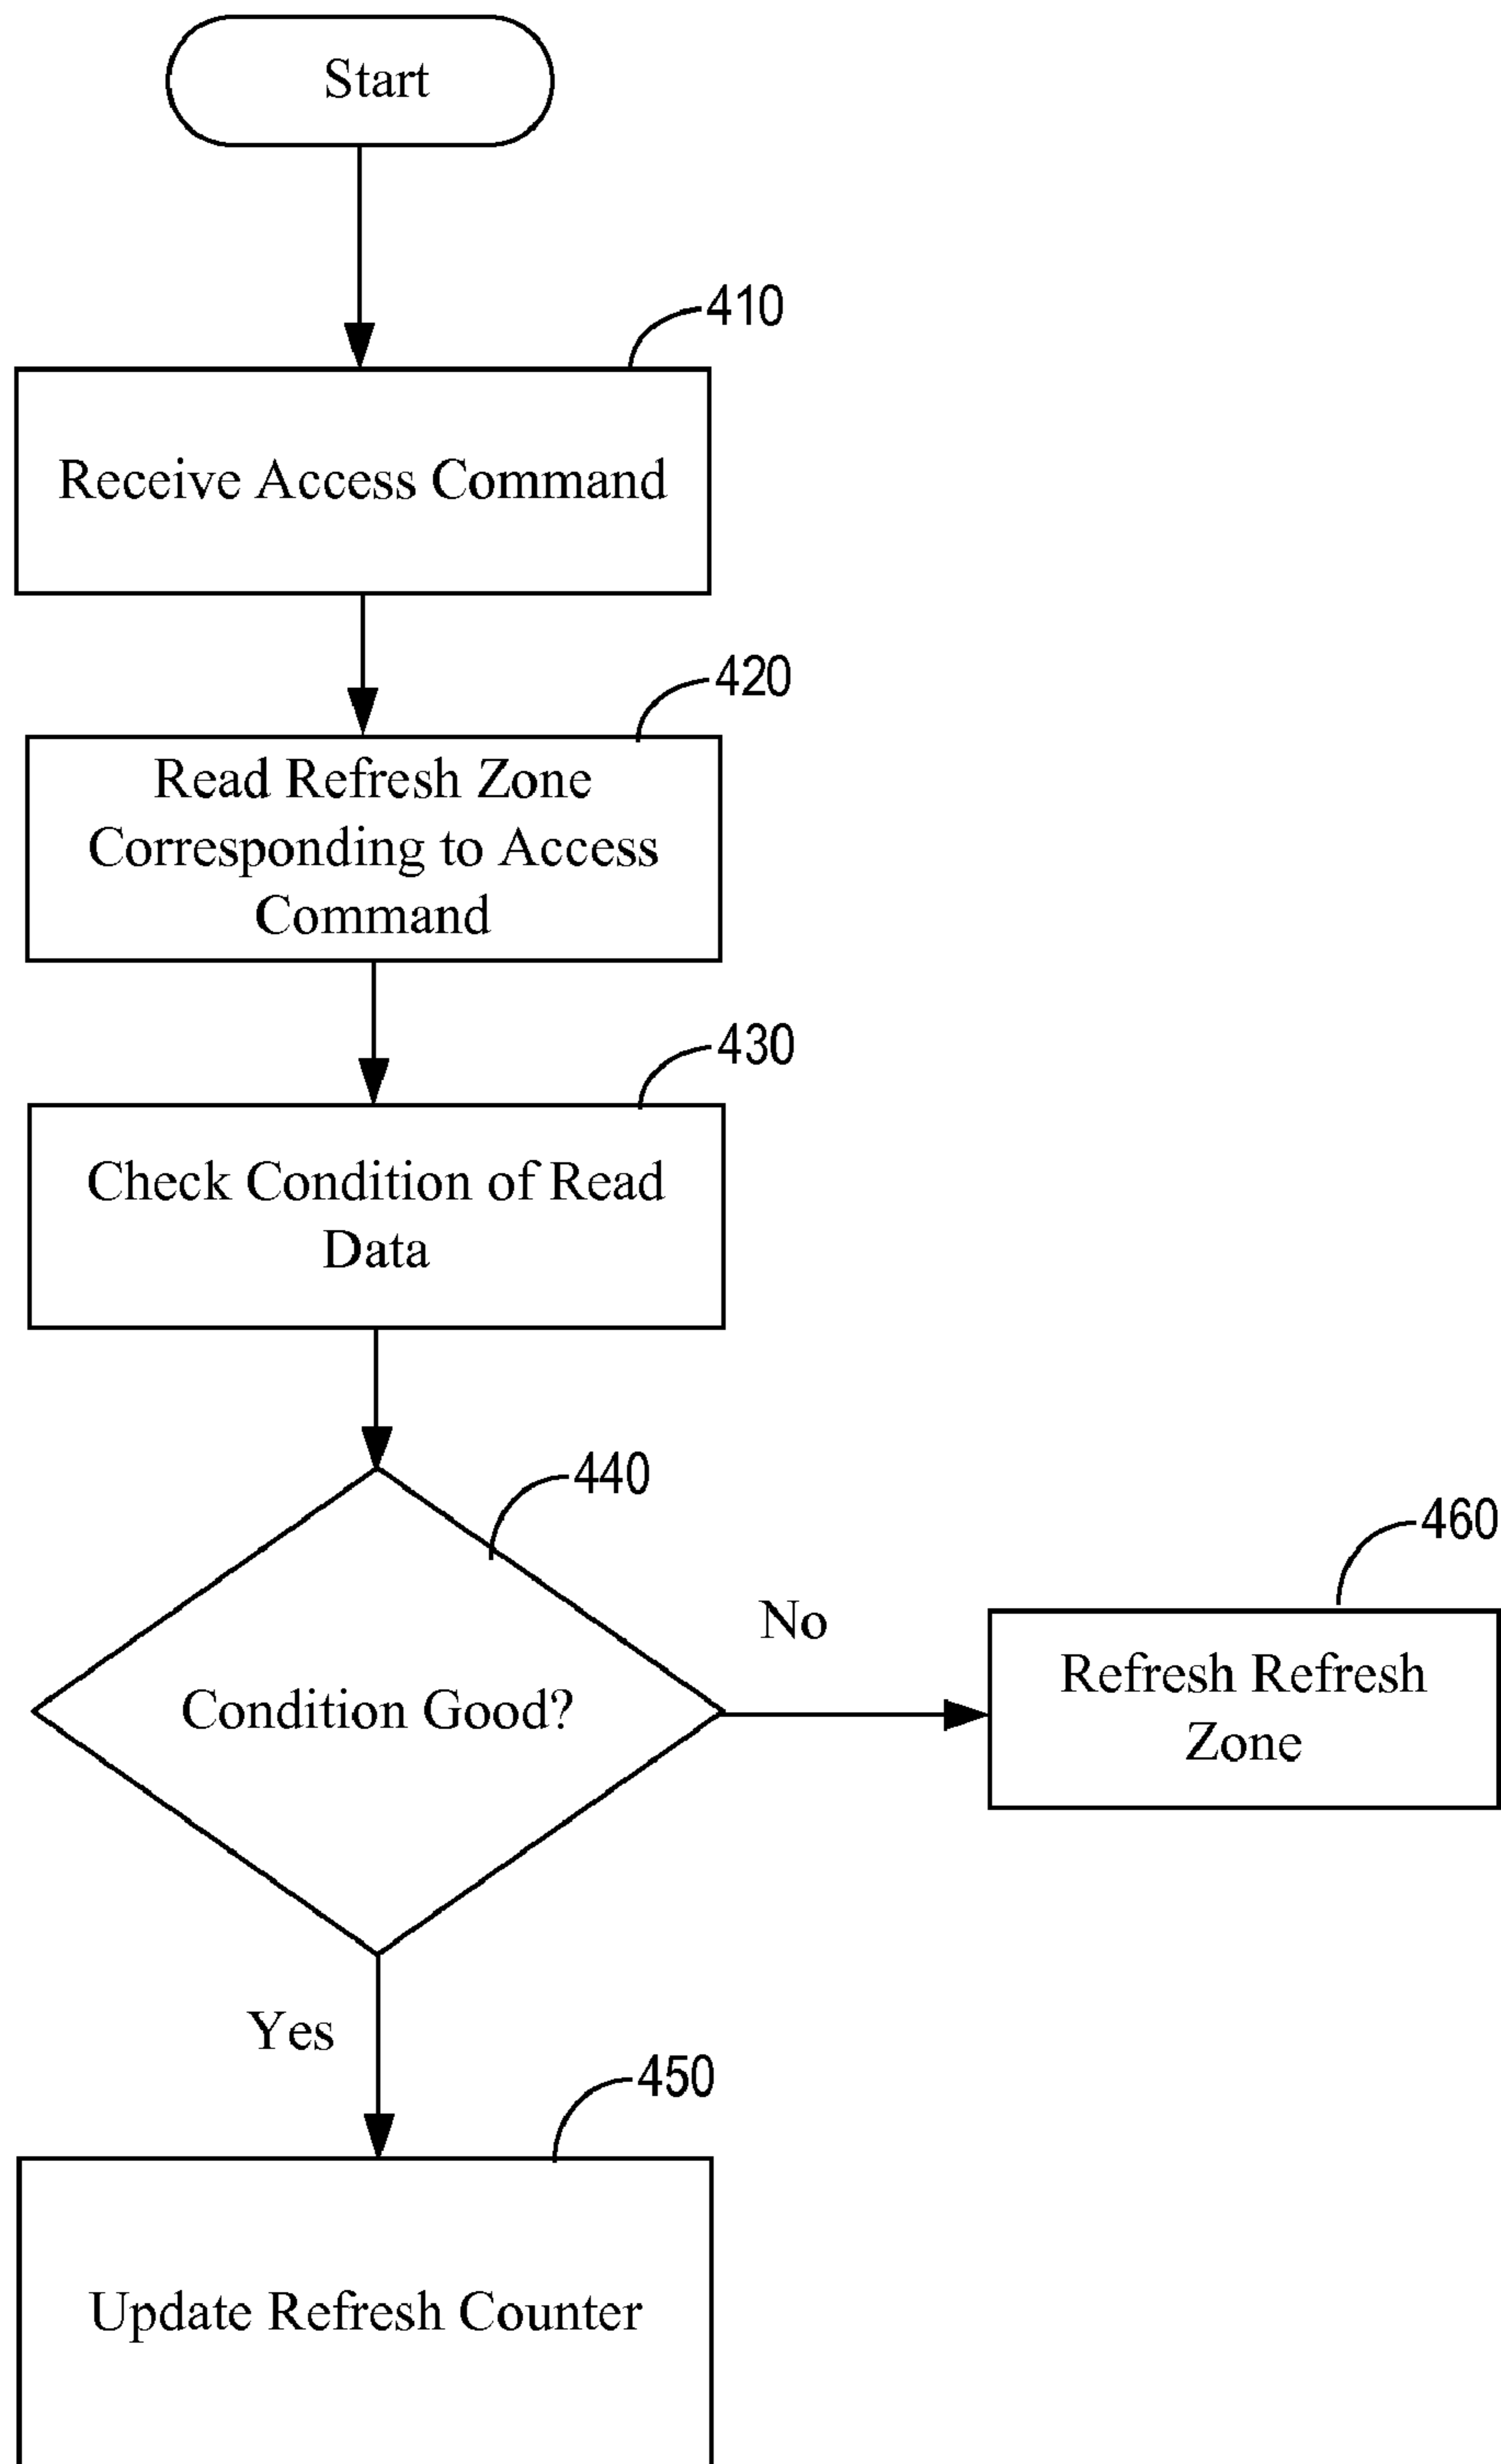 Start
410
Receive Access Command
420
Read Refresh Zone
Corresponding to Access
Command
430
Check Condition of Read
Data
440
Condition Good?
No
460
Refresh Refresh
Zone
Yes
450
Update Refresh Counter